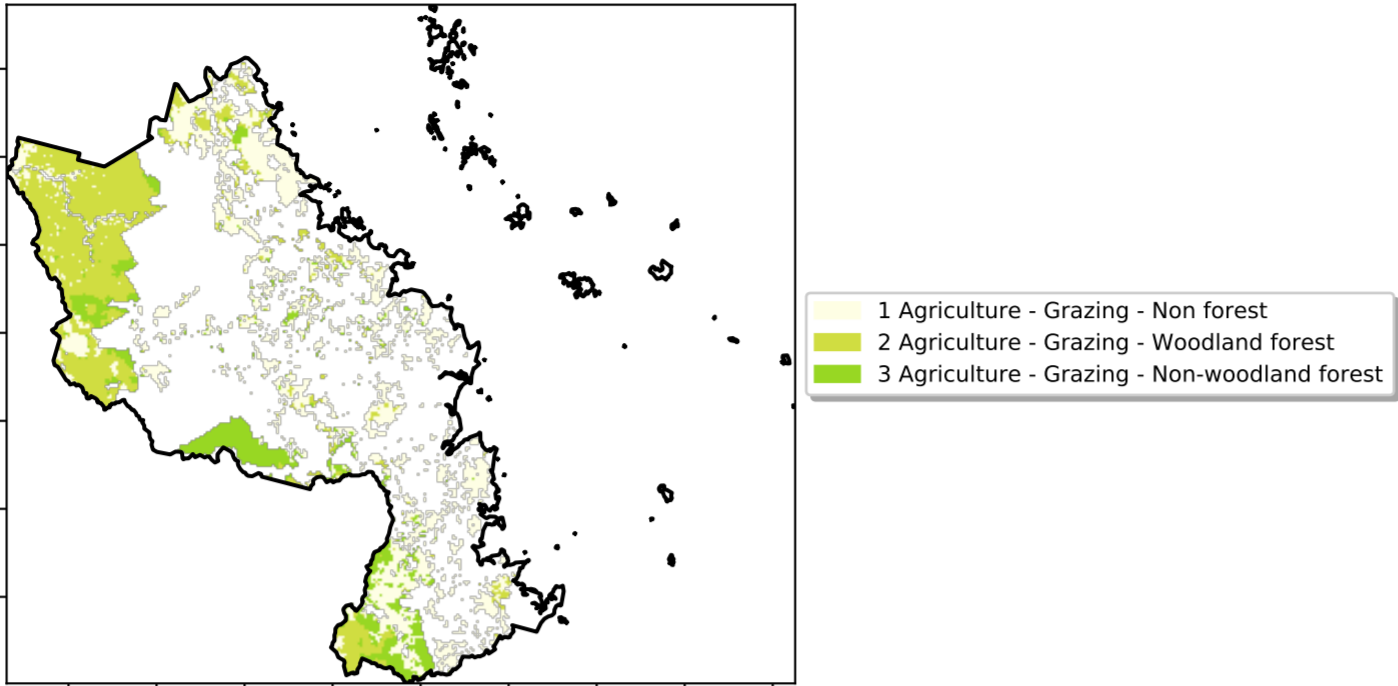 1 Agriculture - Grazing - Non forest
2 Agriculture - Grazing - Woodland forest
3 Agriculture - Grazing - Non-woodland forest